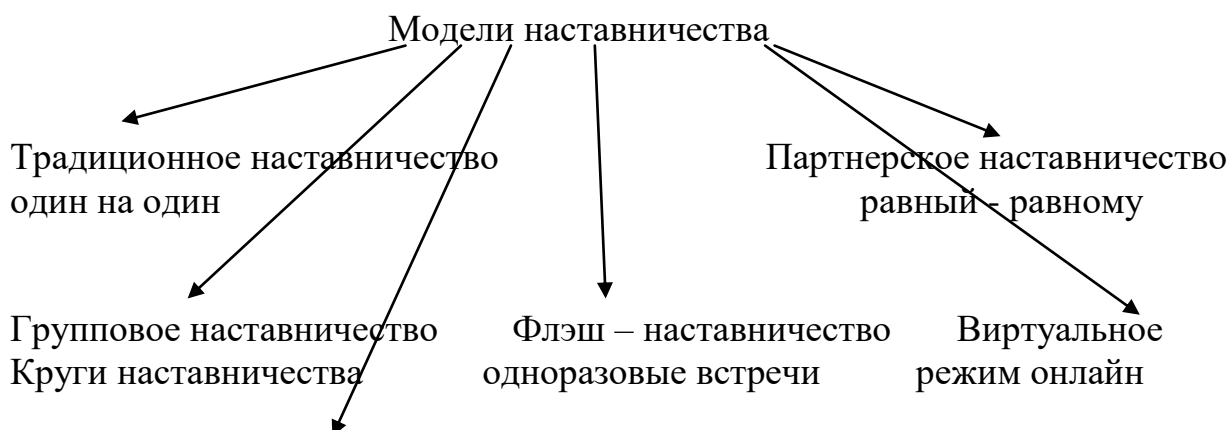 Модели наставничества
Традиционное наставничество
один на один
Партнерское наставничество
равный - равному
Групповое наставничество
Круги наставничества
Флэш – наставничество
одноразовые встречи
Виртуальное
режим онлайн